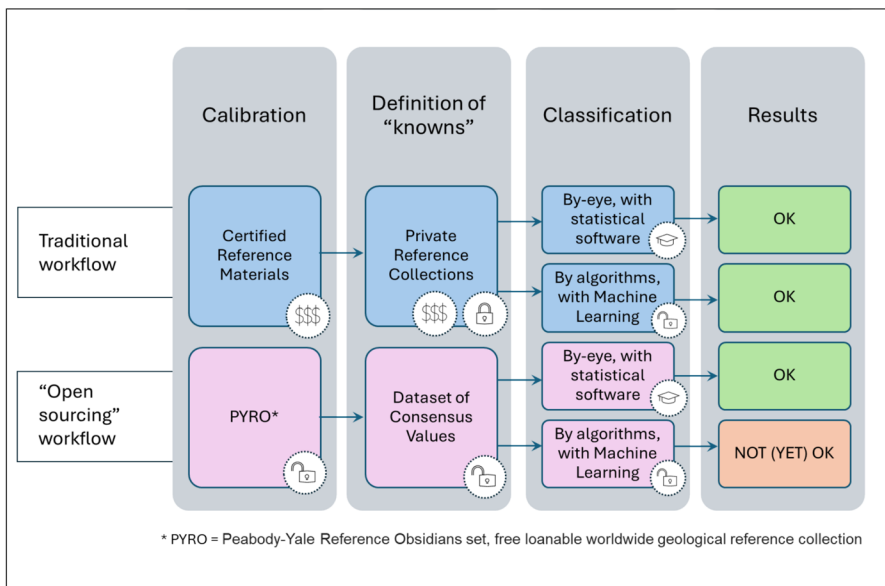 Calibration
Definition of
“knowns”
Classification
Results
Traditional
workflow
Certified
Reference
Materials
$$$
Private
Reference
Collections
$$$
By-eye, with
statistical
software
OK
By algorithms,
with Machine
Learning
OK
“Open
sourcing”
workflow
PYRO*
Dataset of
Consensus
Values
By-eye, with
statistical
software
OK
By algorithms,
with Machine
Learning
NOT (YET) OK
* PYRO = Peabody-Yale Reference Obsidians set, free loanable worldwide geological reference collection